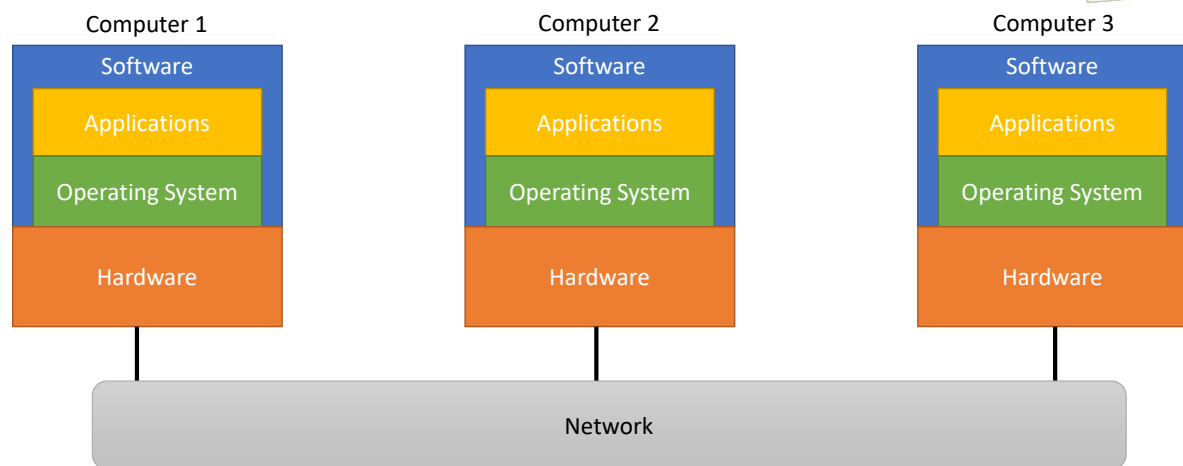 Computer 1
Computer 2
Computer 3
Software
Software
Software
Applications
Applications
Applications
Operating System
Operating System
Operating System
Hardware
Hardware
Hardware
Network